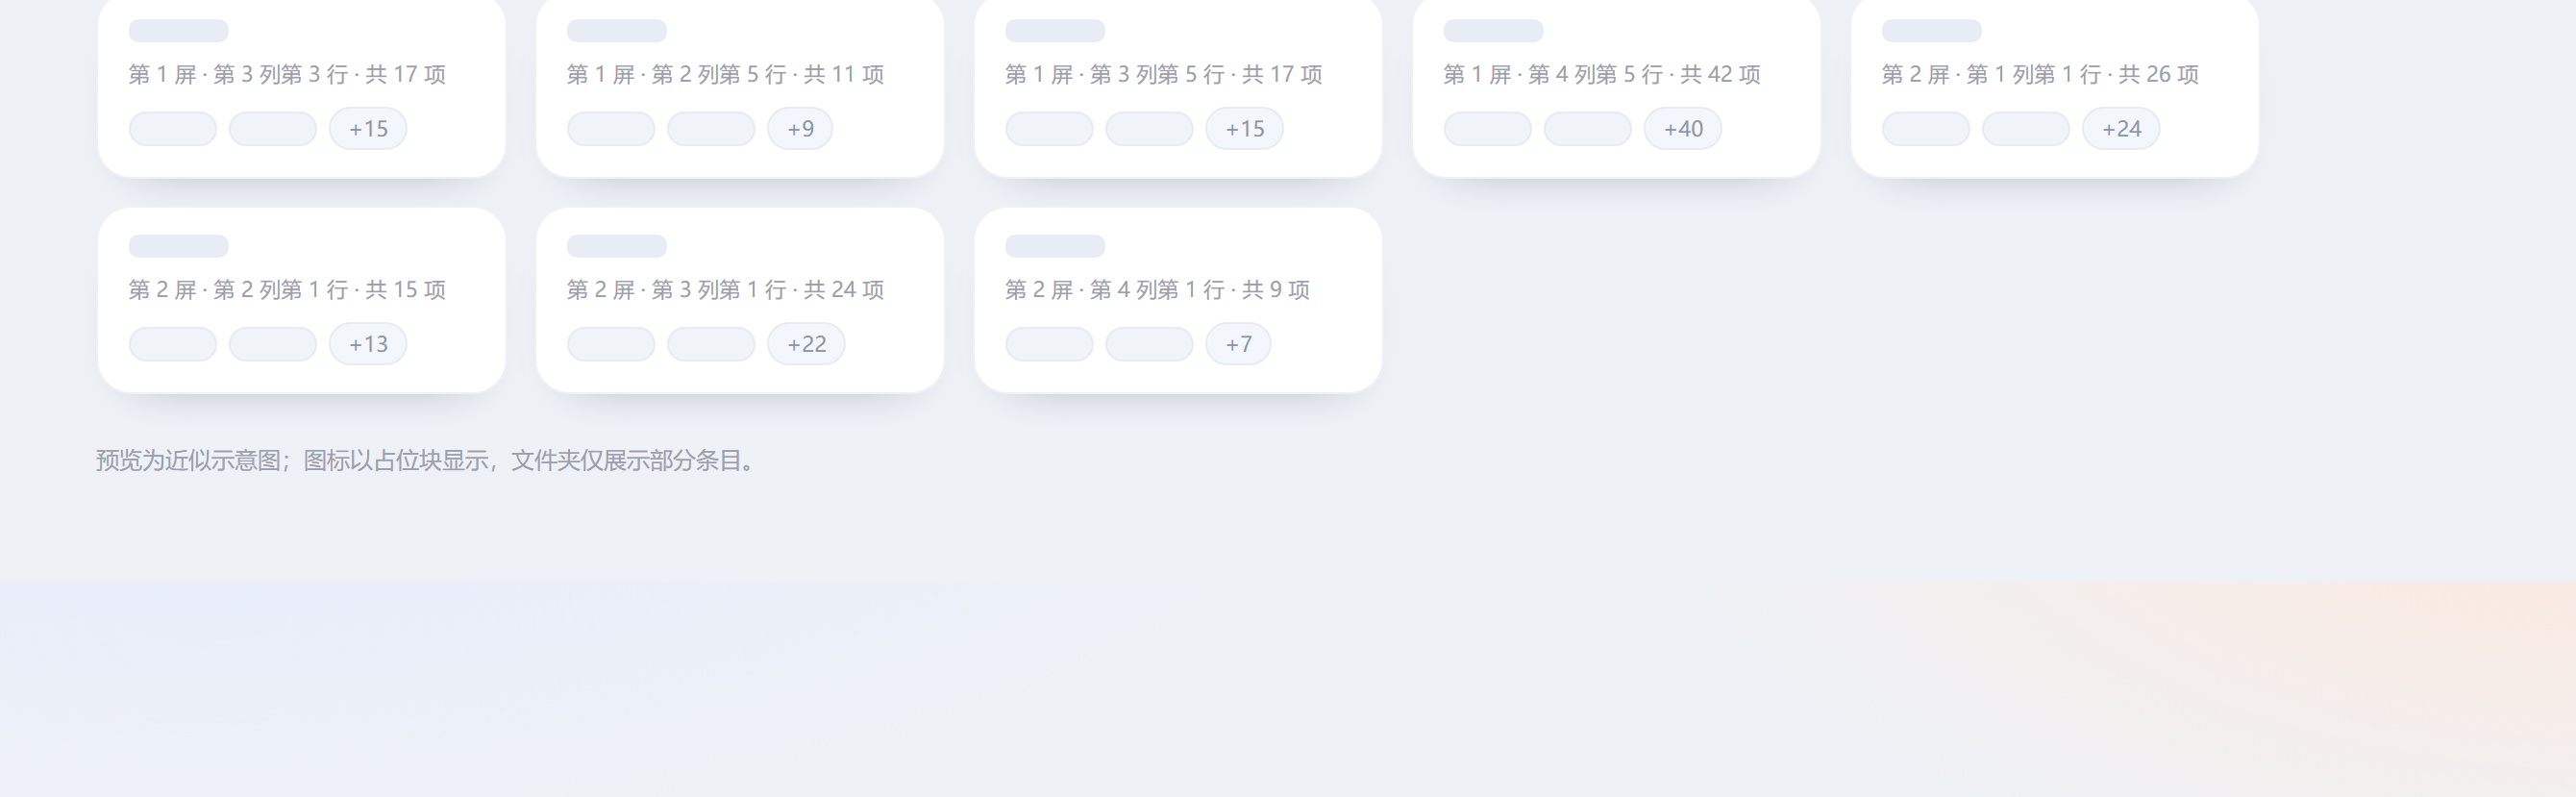 第 1 屏 · 第 3 列第 3 行 · 共 17 项
+15
第 1 屏 · 第 2 列第 5 行 · 共 11 项
+9
第 1 屏 · 第 3 列第 5 行 · 共 17 项
+15
第 1 屏 · 第 4 列第 5 行 · 共 42 项
+40
第 2 屏 · 第 1 列第 1 行 · 共 26 项
+24
第 2 屏 · 第 2 列第 1 行 · 共 15 项
+13
第 2 屏 · 第 3 列第 1 行 · 共 24 项
+22
第 2 屏 · 第 4 列第 1 行 · 共 9 项
+7
预览为近似示意图；图标以占位块显示，文件夹仅展示部分条目。